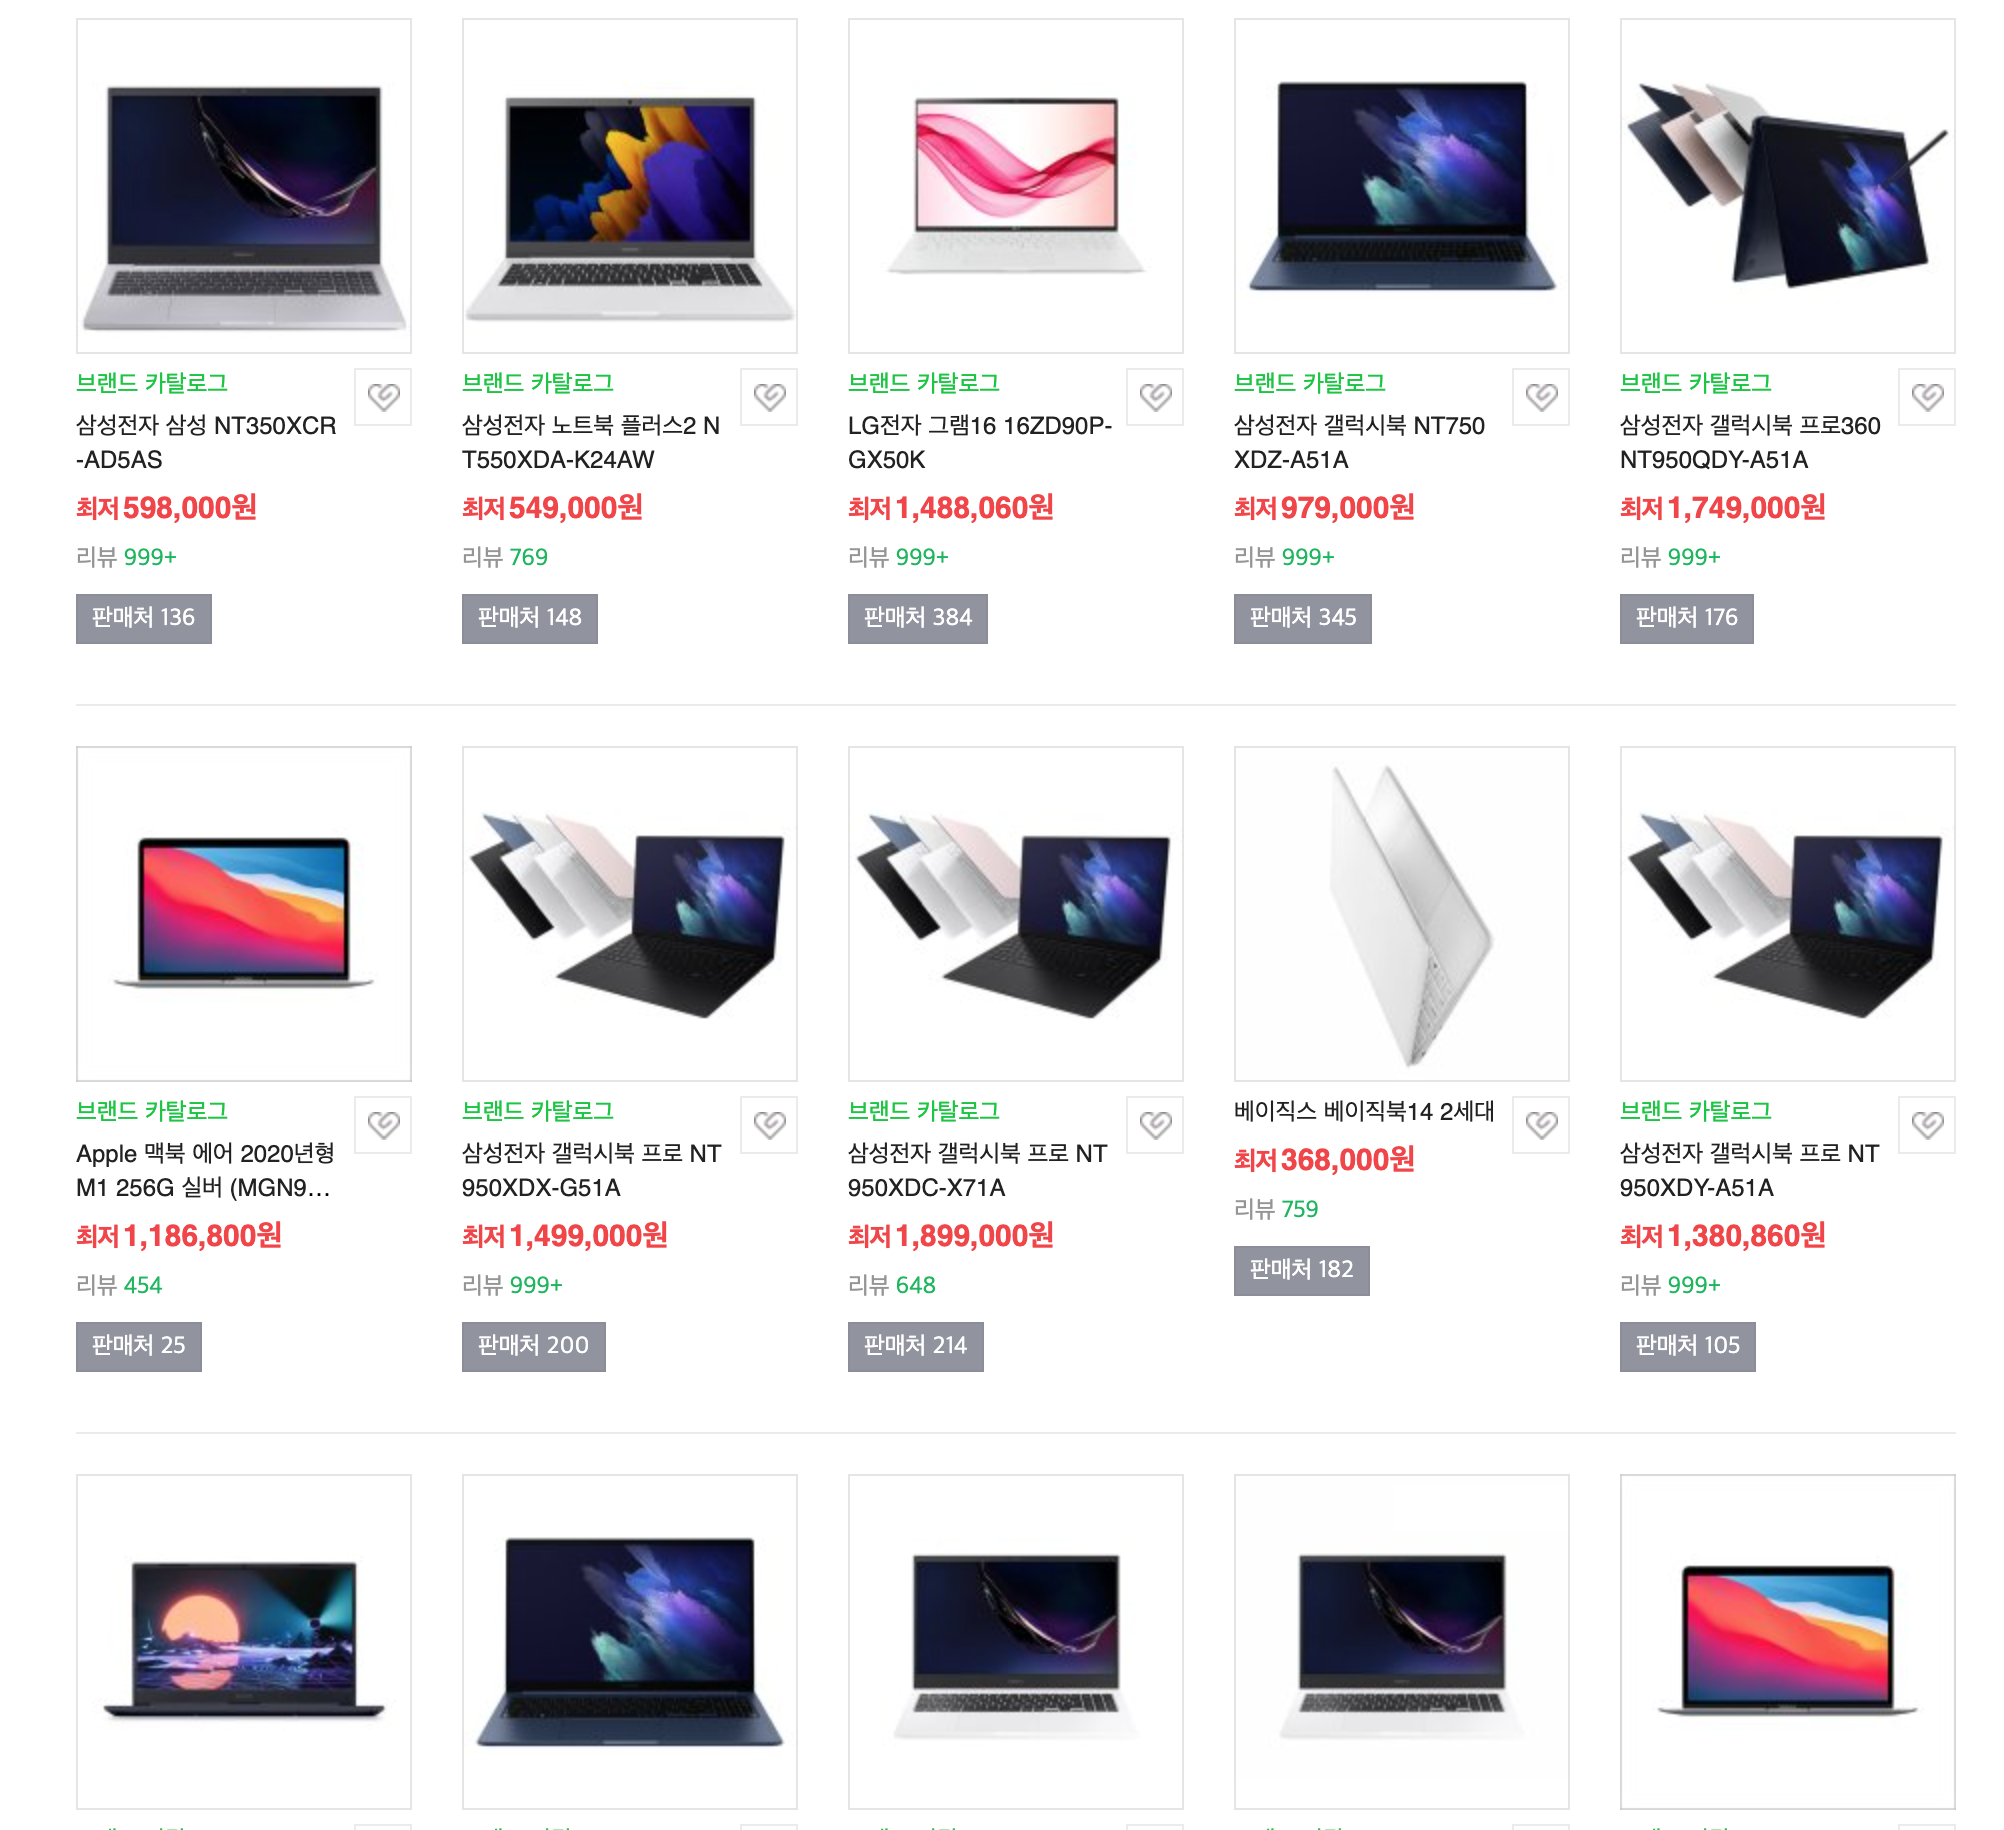 브랜드 카탈로그
삼성전자 삼성 NT350XCR
-AD5AS
최저 598,000원
리뷰 999+
판매처 136
브랜드 카탈로그
삼성전자 노트북 플러스2 N
T550XDA-K24AW
최저 549,000원
리뷰 769
판매처 148
브랜드 카탈로그
LG전자 그램16 16ZD90P-
GX50K
최저 1,488,060원
리뷰 999+
판매처 384
브랜드 카탈로그
삼성전자 갤럭시북 NT750
XDZ-A51A
최저 979,000원
리뷰 999+
판매처 345
브랜드 카탈로그
삼성전자 갤럭시북 프로360
NT950QDY-A51A
최저 1,749,000원
리뷰 999+
판매처 176
브랜드 카탈로그
Apple 맥북 에어 2020년형
M1 256G 실버 (MGN9...
최저 1,186,800원
리뷰 454
판매처 25
브랜드 카탈로그
삼성전자 갤럭시북 프로 NT
950XDX-G51A
최저 1,499,000원
리뷰 999+
판매처 200
브랜드 카탈로그
삼성전자 갤럭시북 프로 NT
950XDC-X71A
최저 1,899,000원
리뷰 648
판매처 214
베이직스 베이직북14 2세대
최저 368,000원
리뷰 759
판매처 182
브랜드 카탈로그
삼성전자 갤럭시북 프로 NT
950XDY-A51A
최저 1,380,860원
리뷰 999+
판매처 105